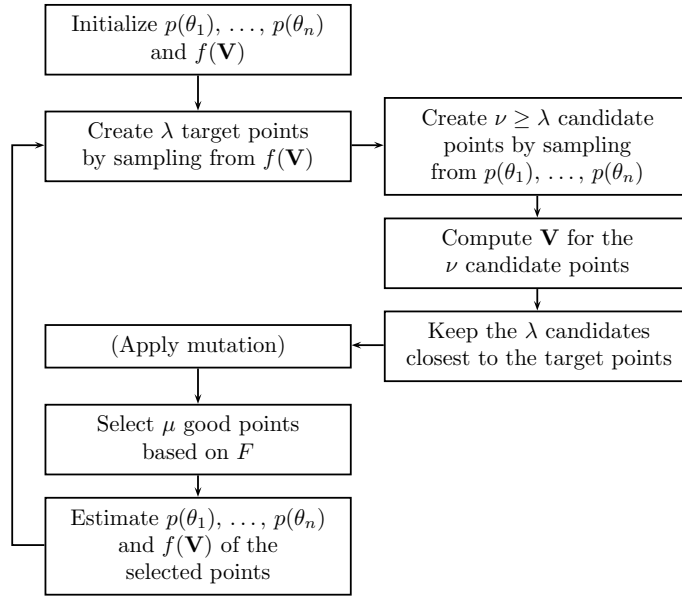 Initialize p(θ₁), …, p(θₙ)
and f(𝐕)
Create λ target points
by sampling from f(𝐕)
Create ν ≥ λ candidate
points by sampling
from p(θ₁), …, p(θₙ)
Compute 𝐕 for the
ν candidate points
Keep the λ candidates
closest to the target points
(Apply mutation)
Select μ good points
based on F
Estimate p(θ₁), …, p(θₙ)
and f(𝐕) of the
selected points